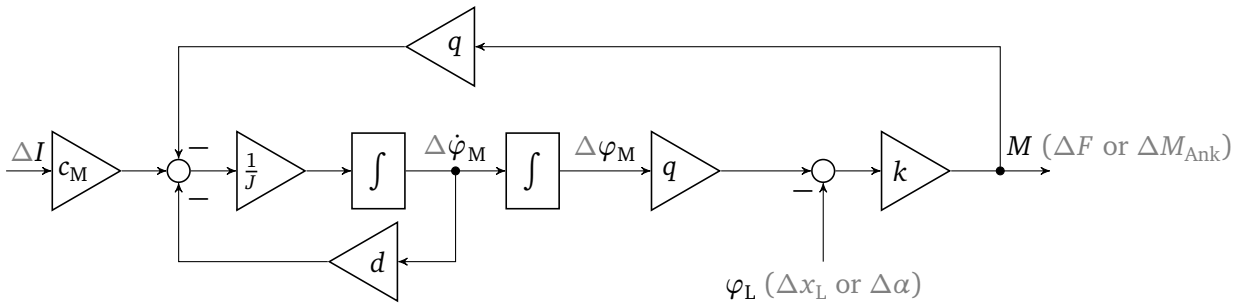 q
ΔI
c_M
−
−
1/J
∫
Δφ̇_M
∫
Δφ_M
q
−
k
M (ΔF or ΔM_Ank)
d
φ_L (Δx_L or Δα)